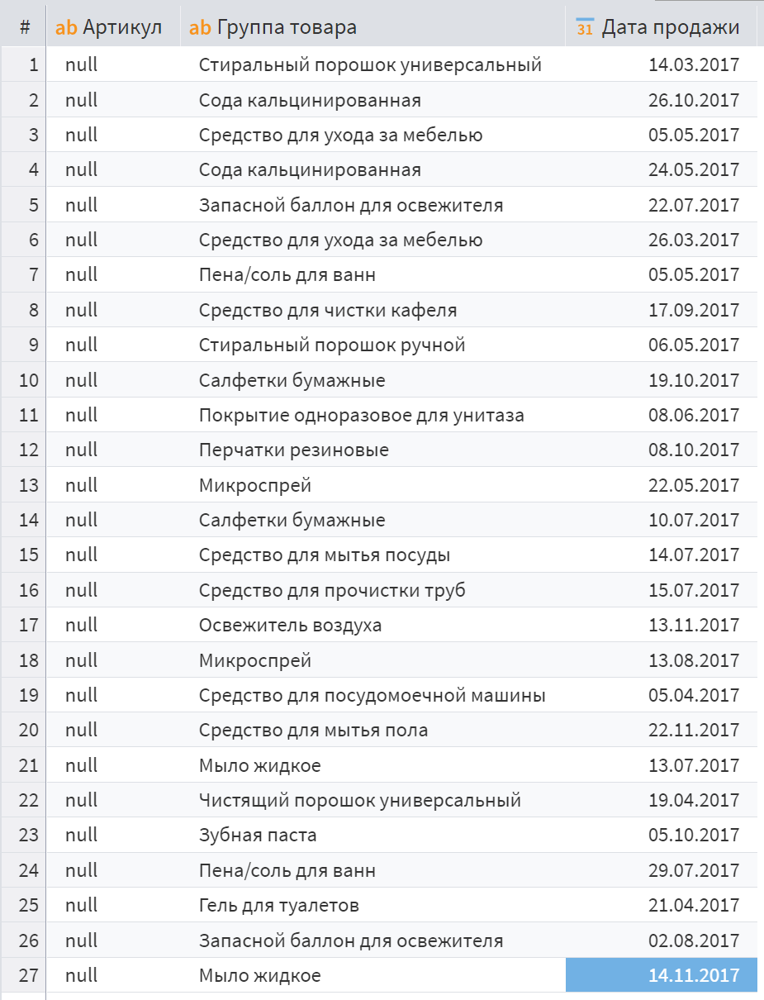 # ab Артикул ab Группа товара 31 Дата продажи
1 null Стиральный порошок универсальный 14.03.2017
2 null Сода кальцинированная 26.10.2017
3 null Средство для ухода за мебелью 05.05.2017
4 null Сода кальцинированная 24.05.2017
5 null Запасной баллон для освежителя 22.07.2017
6 null Средство для ухода за мебелью 26.03.2017
7 null Пена/соль для ванн 05.05.2017
8 null Средство для чистки кафеля 17.09.2017
9 null Стиральный порошок ручной 06.05.2017
10 null Салфетки бумажные 19.10.2017
11 null Покрытие одноразовое для унитаза 08.06.2017
12 null Перчатки резиновые 08.10.2017
13 null Микроспрей 22.05.2017
14 null Салфетки бумажные 10.07.2017
15 null Средство для мытья посуды 14.07.2017
16 null Средство для прочистки труб 15.07.2017
17 null Освежитель воздуха 13.11.2017
18 null Микроспрей 13.08.2017
19 null Средство для посудомоечной машины 05.04.2017
20 null Средство для мытья пола 22.11.2017
21 null Мыло жидкое 13.07.2017
22 null Чистящий порошок универсальный 19.04.2017
23 null Зубная паста 05.10.2017
24 null Пена/соль для ванн 29.07.2017
25 null Гель для туалетов 21.04.2017
26 null Запасной баллон для освежителя 02.08.2017
27 null Мыло жидкое 14.11.2017